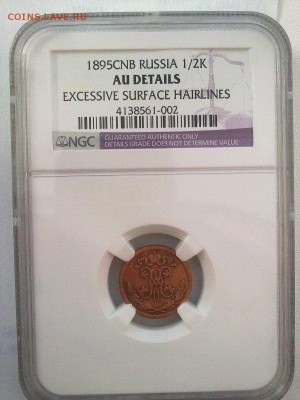 COINS.LAVE.RU
1895CNB RUSSIA 1/2K
AU DETAILS
EXCESSIVE SURFACE HAIRLINES
4138561-002
NGC
GUARANTEED AUTHENTIC ONLY
DETAILS GRADE DOES NOT DETERMINE VALUE